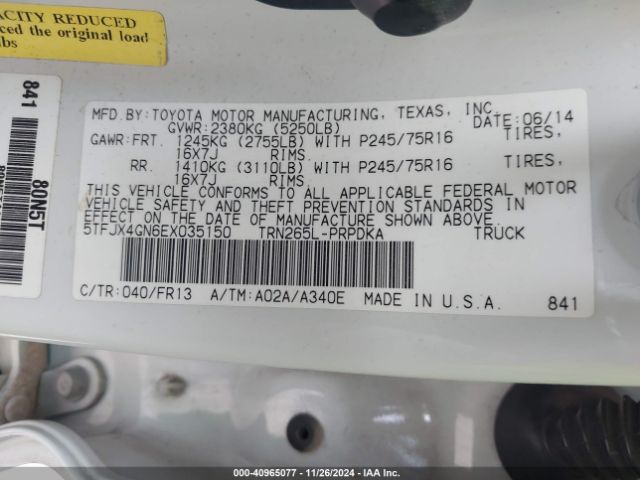 ACITY REDUCED
ced the original load
lbs
841
80N5T
MFD.BY:TOYOTA MOTOR MANUFACTURING, TEXAS, INC
GVWR:2380KG (5250LB) DATE:06/14
GAWR:FRT. 1245KG (2755LB) WITH P245/75R16 TIRES,
16X7J RIMS
RR. 1410KG (3110LB) WITH P245/75R16 TIRES,
16X7J RIMS
THIS VEHICLE CONFORMS TO ALL APPLICABLE FEDERAL MOTOR
VEHICLE SAFETY AND THEFT PREVENTION STANDARDS IN
EFFECT ON THE DATE OF MANUFACTURE SHOWN ABOVE.
5TFJX4GN6EX035150 TRN265L-PRPDKA TRUCK
C/TR:040/FR13 A/TM:A02A/A340E MADE IN U.S.A. 841
000-40965077 - 11/26/2024 - IAA Inc.